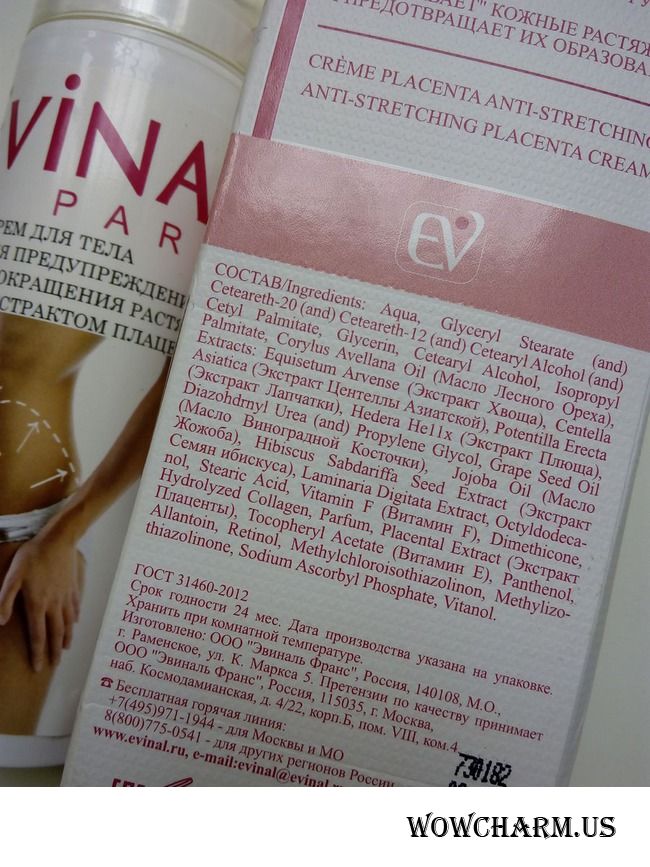 ViNA
PAR
РЕМ ДЛЯ ТЕЛА
Я ПРЕДУПРЕЖДЕНИ
ОКРАЩЕНИЯ РАСТЯ
СТРАКТОМ ПЛАЦЕ
ВАЕТ" КОЖНЫЕ РАСТЯЖ
ПРЕДОТВРАЩАЕТ ИХ ОБРАЗОВА
CRÈME PLACENTA ANTI-STRETCHING
ANTI-STRETCHING PLACENTA CREAM
EV
СОСТАВ/Ingredients: Aqua, Glyceryl Stearate (and)
Ceteareth-20 (and) Ceteareth-12 (and) Cetearyl Alcohol (and)
Cetyl Palmitate, Glycerin, Cetearyl Alcohol, Isopropyl
Palmitate, Corylus Avellana Oil (Масло Лесного Ореха),
Extracts: Equisetum Arvense (Экстракт Хвоща), Centella
Asiatica (Экстракт Центеллы Азиатской), Potentilla Erecta
(Экстракт Лапчатки), Hedera He11x (Экстракт Плюща),
Diazohdrnyl Urea (and) Propylene Glycol, Grape Seed Oil
(Масло Виноградной Косточки), Jojoba Oil (Масло
Жожоба), Hibiscus Sabdariffa Seed Extract (Экстракт
Семян ибискуса), Laminaria Digitata Extract, Octyldodeca-
nol, Stearic Acid, Vitamin F (Витамин F), Dimethicone,
Hydrolyzed Collagen, Parfum, Placental Extract (Экстракт
Плаценты), Tocopheryl Acetate (Витамин Е), Panthenol,
Allantoin, Retinol, Methylchloroisothiazolinon, Methylizo-
thiazolinone, Sodium Ascorbyl Phosphate, Vitanol.
ГОСТ 31460-2012
Срок годности 24 мес. Дата производства указана на упаковке.
Хранить при комнатной температуре.
Изготовлено: ООО "Эвиналь Франс", Россия, 140108, М.О.,
г. Раменское, ул. К. Маркса 5. Претензии по качеству принимает
ООО "Эвиналь Франс", Россия, 115035, г. Москва,
наб. Космодамианская, д. 4/22, корп.Б, пом. VIII, ком.4
☎ Бесплатная горячая линия:
+7(495)971-1944 - для Москвы и МО
8(800)775-0541 - для других регионов России
www.evinal.ru, e-mail:evinal@evinal.
730182
WOWCHARM.US